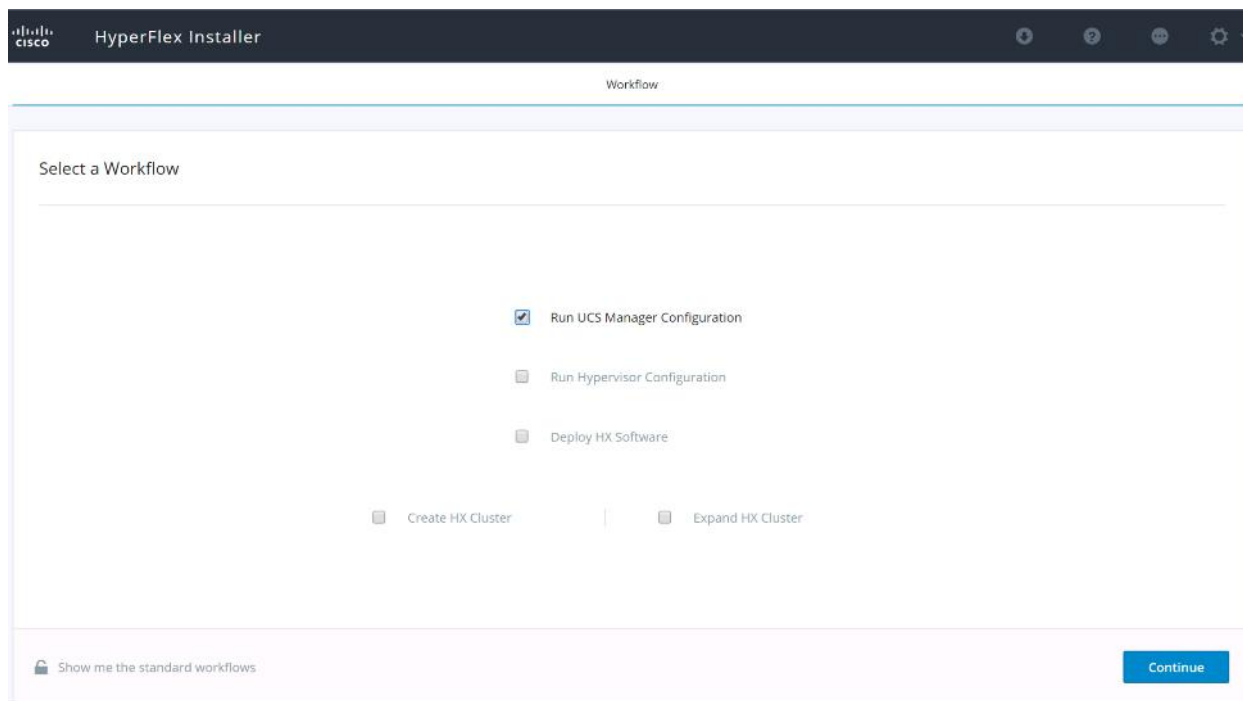 cisco HyperFlex Installer
Workflow
Select a Workflow
Run UCS Manager Configuration
Run Hypervisor Configuration
Deploy HX Software
Create HX Cluster Expand HX Cluster
Show me the standard workflows Continue